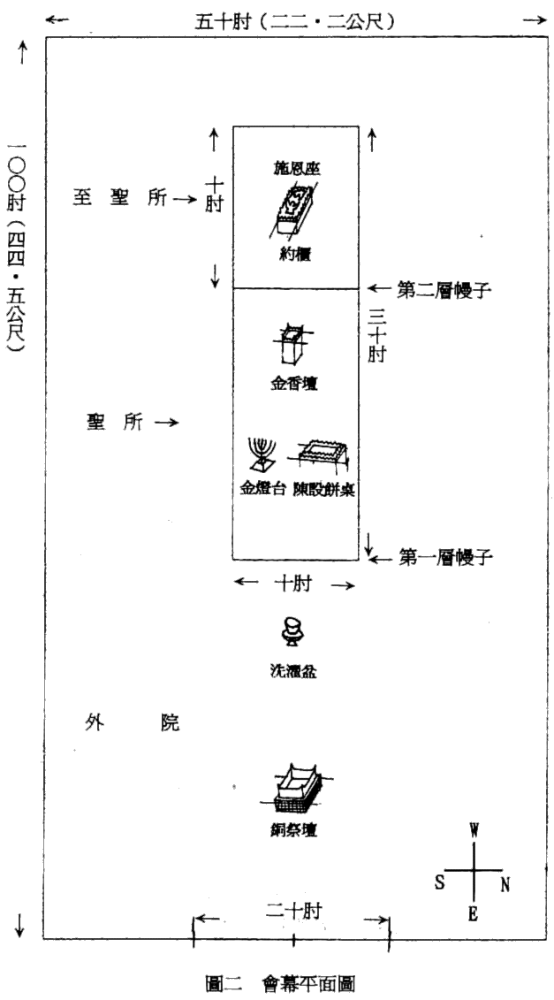 五十肘（二二．二公尺）
一〇〇肘（四四．五公尺）
施恩座
至聖所
十肘
約櫃
第二層幔子
三十肘
金香壇
聖所
金燈台
陳設餅桌
第一層幔子
十肘
洗濯盆
外院
銅祭壇
W
S
N
E
二十肘
圖二 會幕平面圖